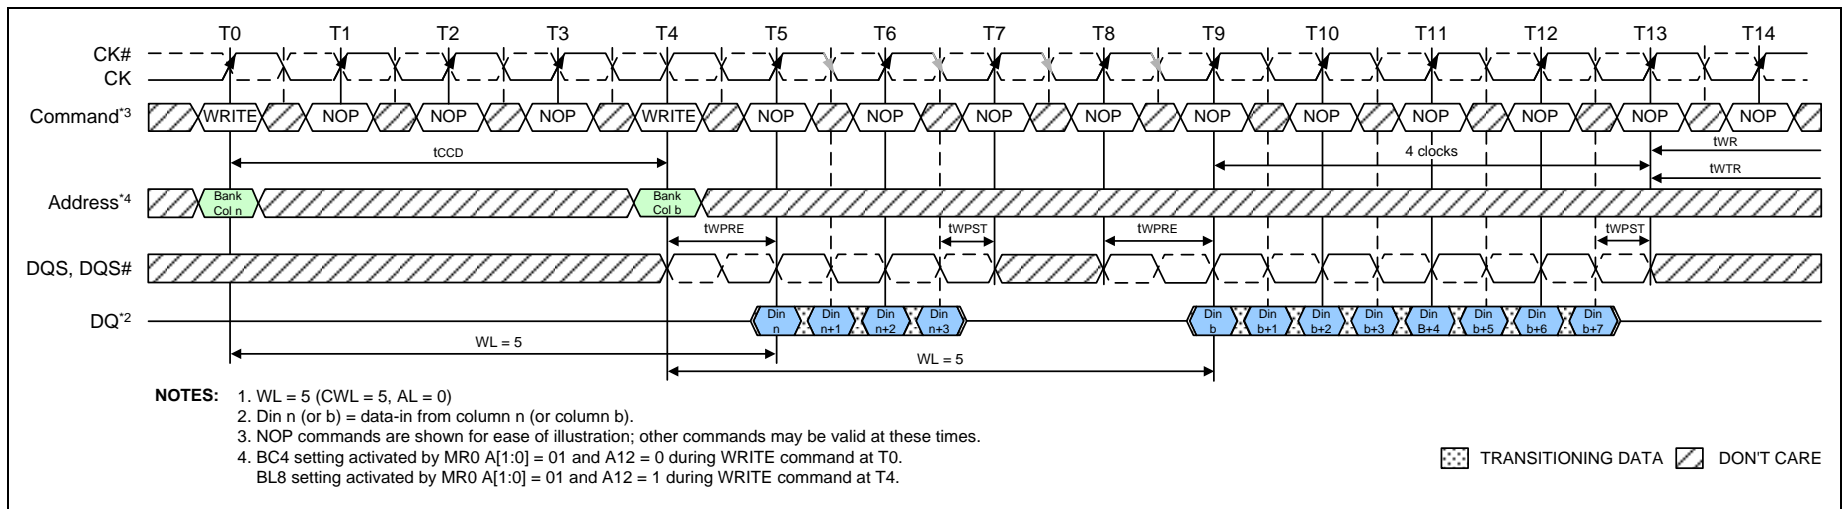 T0 T1 T2 T3 T4 T5 T6 T7 T8 T9 T10 T11 T12 T13 T14
CK#
CK
Command*3 WRITE NOP NOP NOP WRITE NOP NOP NOP NOP NOP NOP NOP NOP NOP NOP
tCCD 4 clocks tWR
tWTR
Address*4 Bank Col n Bank Col b
tWPRE tWPST tWPRE tWPST
DQS, DQS#
DQ*2 Din n Din n+1 Din n+2 Din n+3 Din b Din b+1 Din b+2 Din b+3 Din B+4 Din b+5 Din b+6 Din b+7
WL = 5
WL = 5
NOTES: 1. WL = 5 (CWL = 5, AL = 0)
2. Din n (or b) = data-in from column n (or column b).
3. NOP commands are shown for ease of illustration; other commands may be valid at these times.
4. BC4 setting activated by MR0 A[1:0] = 01 and A12 = 0 during WRITE command at T0.
BL8 setting activated by MR0 A[1:0] = 01 and A12 = 1 during WRITE command at T4.
TRANSITIONING DATA DON'T CARE